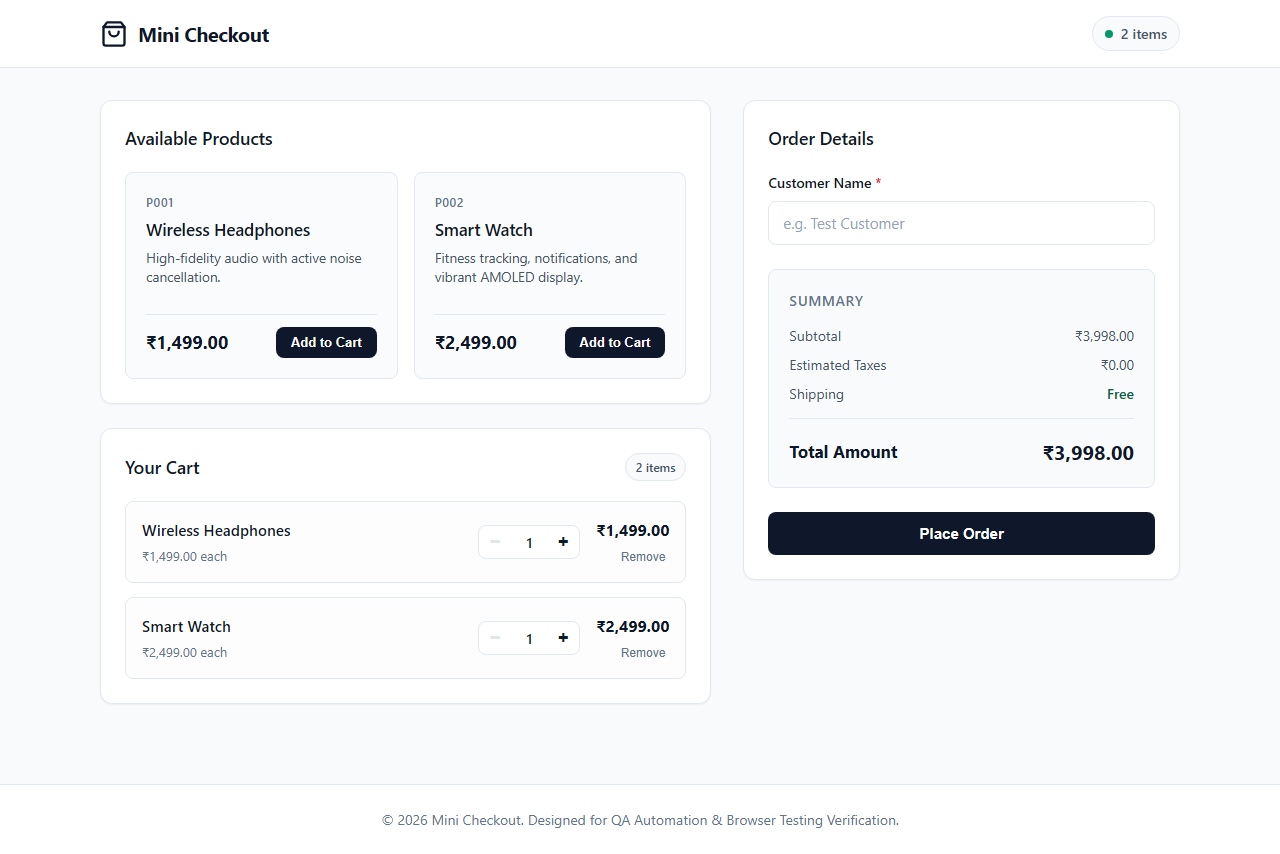 Mini Checkout
2 items
Available Products
P001
Wireless Headphones
High-fidelity audio with active noise
cancellation.
₹1,499.00
Add to Cart
P002
Smart Watch
Fitness tracking, notifications, and
vibrant AMOLED display.
₹2,499.00
Add to Cart
Your Cart
2 items
Wireless Headphones
₹1,499.00 each
− 1 +
₹1,499.00
Remove
Smart Watch
₹2,499.00 each
− 1 +
₹2,499.00
Remove
Order Details
Customer Name *
e.g. Test Customer
SUMMARY
Subtotal ₹3,998.00
Estimated Taxes ₹0.00
Shipping Free
Total Amount ₹3,998.00
Place Order
© 2026 Mini Checkout. Designed for QA Automation & Browser Testing Verification.